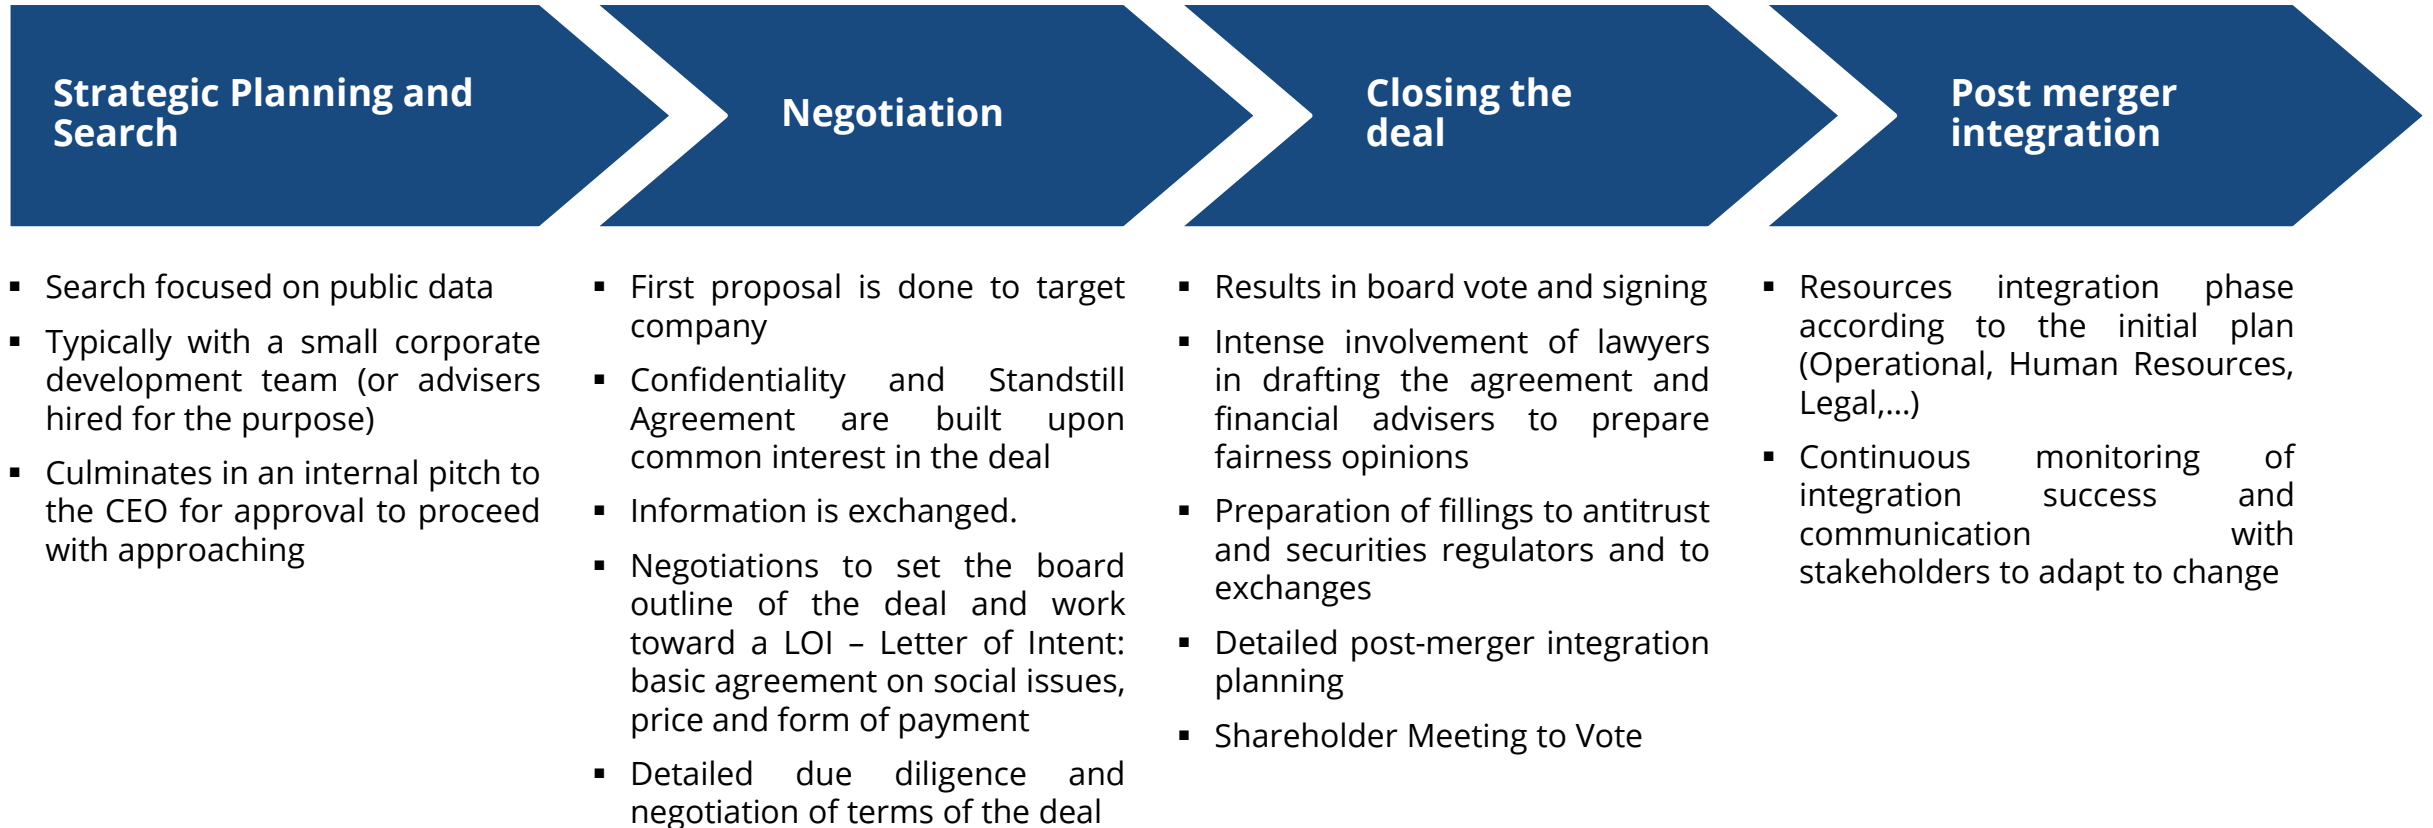 Strategic Planning and
Search
Negotiation
Closing the
deal
Post merger
integration
▪ Search focused on public data
▪ Typically with a small corporate
development team (or advisers
hired for the purpose)
▪ Culminates in an internal pitch to
the CEO for approval to proceed
with approaching
▪ First proposal is done to target
company
▪ Confidentiality and Standstill
Agreement are built upon
common interest in the deal
▪ Information is exchanged.
▪ Negotiations to set the board
outline of the deal and work
toward a LOI – Letter of Intent:
basic agreement on social issues,
price and form of payment
▪ Detailed due diligence and
negotiation of terms of the deal
▪ Results in board vote and signing
▪ Intense involvement of lawyers
in drafting the agreement and
financial advisers to prepare
fairness opinions
▪ Preparation of fillings to antitrust
and securities regulators and to
exchanges
▪ Detailed post-merger integration
planning
▪ Shareholder Meeting to Vote
▪ Resources integration phase
according to the initial plan
(Operational, Human Resources,
Legal,...)
▪ Continuous monitoring of
integration success and
communication with
stakeholders to adapt to change